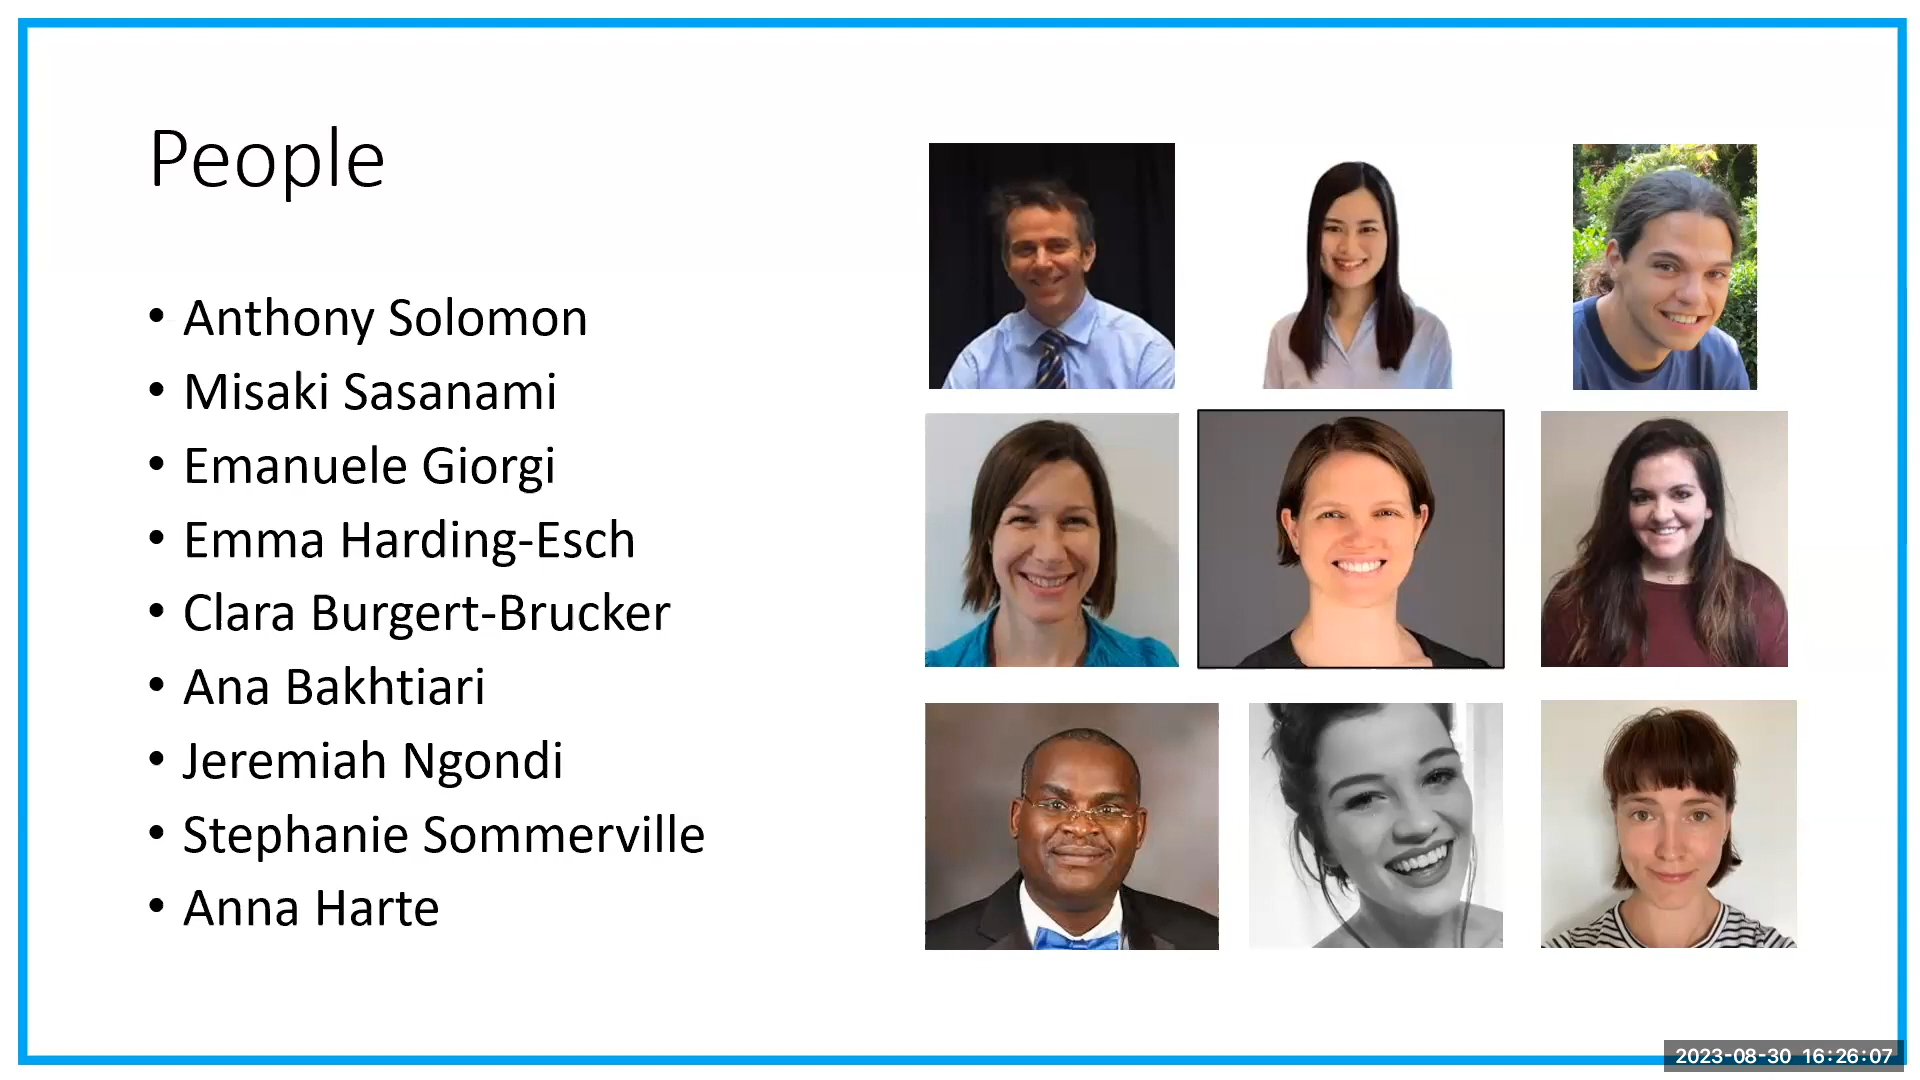 People
• Anthony Solomon
• Misaki Sasanami
• Emanuele Giorgi
• Emma Harding-Esch
• Clara Burgert-Brucker
• Ana Bakhtiari
• Jeremiah Ngondi
• Stephanie Sommerville
• Anna Harte
2023-08-30 16:26:07